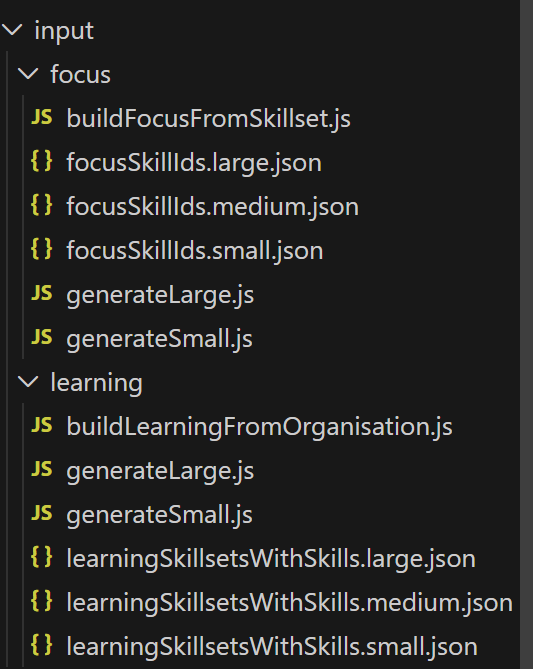 input
focus
JS buildFocusFromSkillset.js
{} focusSkillIds.large.json
{} focusSkillIds.medium.json
{} focusSkillIds.small.json
JS generateLarge.js
JS generateSmall.js
learning
JS buildLearningFromOrganisation.js
JS generateLarge.js
JS generateSmall.js
{} learningSkillsetsWithSkills.large.json
{} learningSkillsetsWithSkills.medium.json
{} learningSkillsetsWithSkills.small.json